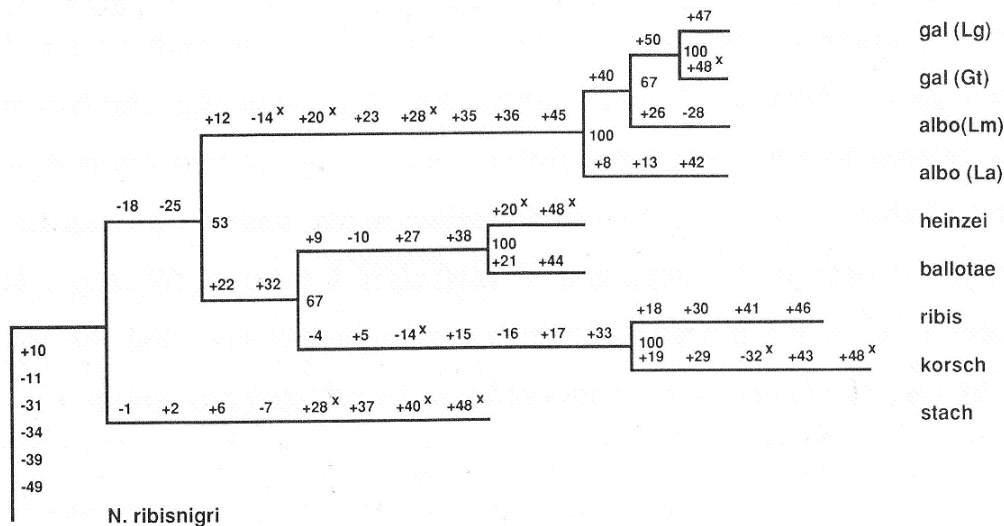 +47
gal (Lg)
+50
100
+48 x
gal (Gt)
+40
67
+12 -14 x +20 x +23 +28 x +35 +36 +45
+26 -28
albo(Lm)
100
+8 +13 +42
albo (La)
-18 -25
+20 x +48 x
heinzei
53
+9 -10 +27 +38
100
+21 +44
ballotae
+22 +32
67
+18 +30 +41 +46
ribis
-4 +5 -14 x +15 -16 +17 +33
100
+19 +29 -32 x +43 +48 x
korsch
+10
-11
-31
-34
-39
-49
-1 +2 +6 -7 +28 x +37 +40 x +48 x
stach
N. ribisnigri